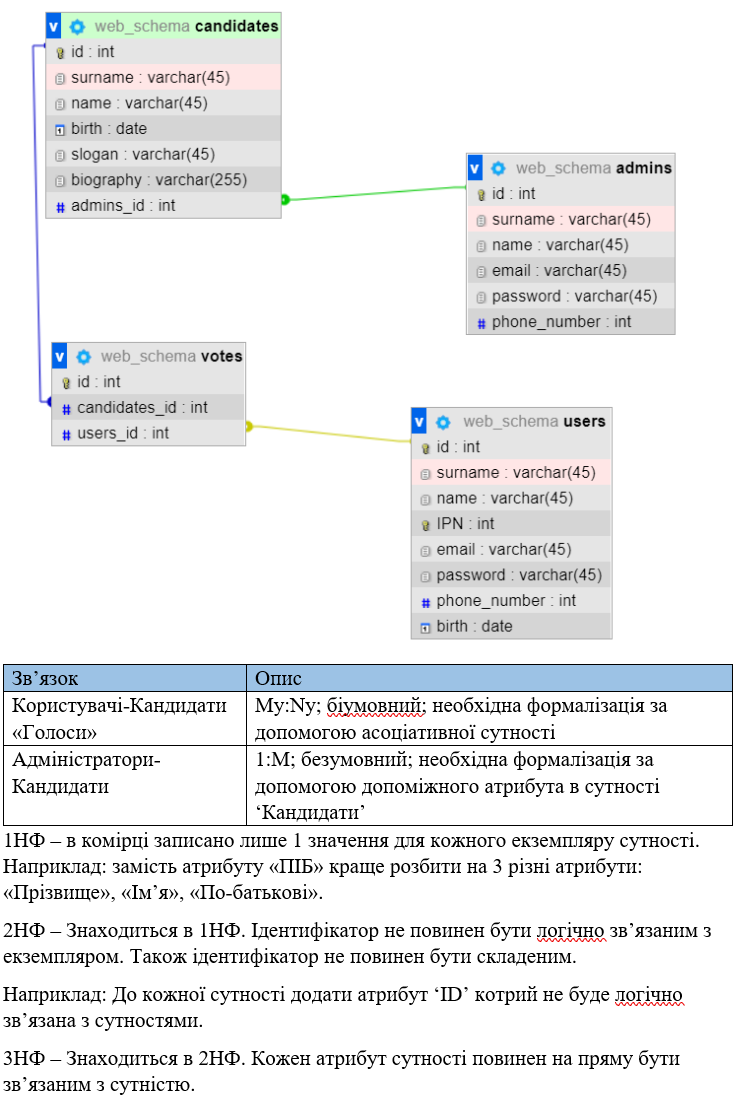 v web_schema candidates
id : int
surname : varchar(45)
name : varchar(45)
birth : date
slogan : varchar(45)
biography : varchar(255)
# admins_id : int
v web_schema admins
id : int
surname : varchar(45)
name : varchar(45)
email : varchar(45)
password : varchar(45)
# phone_number : int
v web_schema votes
id : int
# candidates_id : int
# users_id : int
v web_schema users
id : int
surname : varchar(45)
name : varchar(45)
IPN : int
email : varchar(45)
password : varchar(45)
# phone_number : int
birth : date
Зв’язок Опис
Користувачі-Кандидати Му:Nу; біумовний; необхідна формалізація за
«Голоси» допомогою асоціативної сутності
Адміністратори- 1:М; безумовний; необхідна формалізація за
Кандидати допомогою допоміжного атрибута в сутності
‘Кандидати’
1НФ – в комірці записано лише 1 значення для кожного екземпляру сутності.
Наприклад: замість атрибуту «ПІБ» краще розбити на 3 різні атрибути:
«Прізвище», «Ім’я», «По-батькові».
2НФ – Знаходиться в 1НФ. Ідентифікатор не повинен бути логічно зв’язаним з
екземпляром. Також ідентифікатор не повинен бути складеним.
Наприклад: До кожної сутності додати атрибут ‘ID’ котрий не буде логічно
зв’язана з сутностями.
3НФ – Знаходиться в 2НФ. Кожен атрибут сутності повинен на пряму бути
зв’язаним з сутністю.